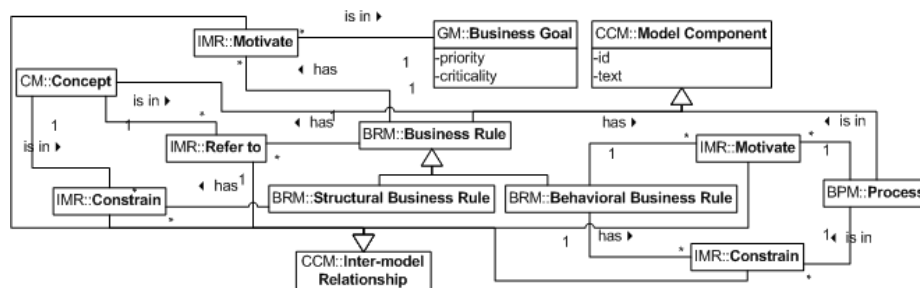 is in ▸
IMR::Motivate
*
GM::Business Goal
-priority
-criticality
CCM::Model Component
-id
-text
*
◂ has
1
1
CM::Concept
is in ▸
1
1
1
*
◂ has
BRM::Business Rule
has ▸
*
*
◂ is in
is in ▸
IMR::Refer to
*
1
IMR::Motivate
1
◂ has
1
*
IMR::Constrain
*
BRM::Structural Business Rule
BRM::Behavioral Business Rule
BPM::Process
1
has ▸
*
1
◂ is in
CCM::Inter-model
Relationship
IMR::Constrain
*